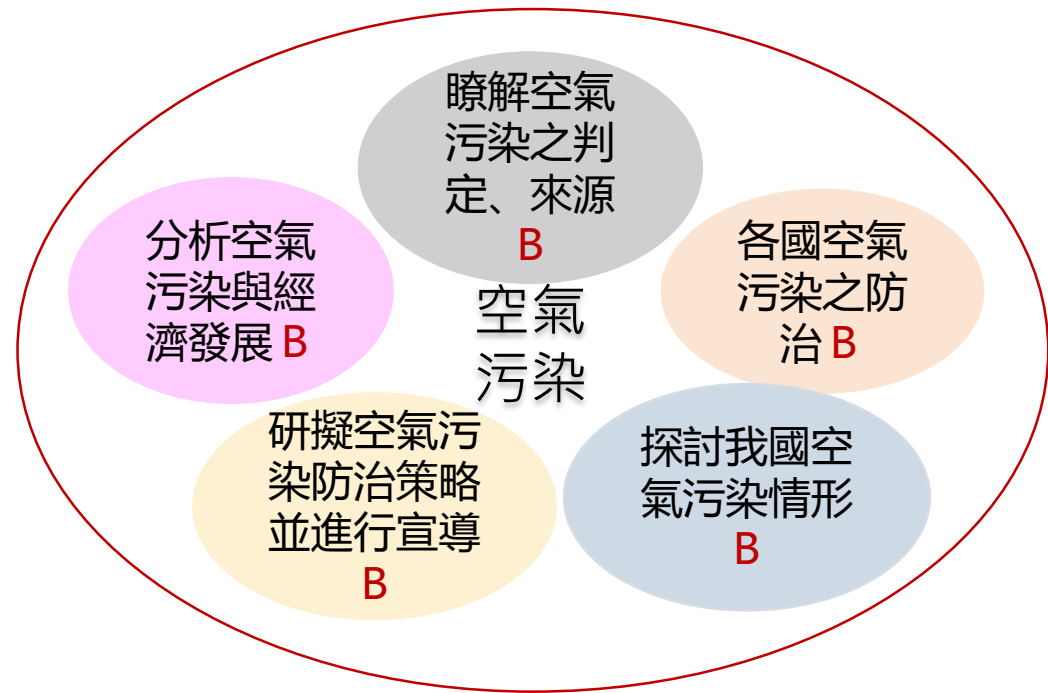 瞭解空氣
污染之判
定、來源
B
分析空氣
污染與經
濟發展 B
各國空氣
污染之防
治 B
空氣
污染
研擬空氣污
染防治策略
並進行宣導
B
探討我國空
氣污染情形
B